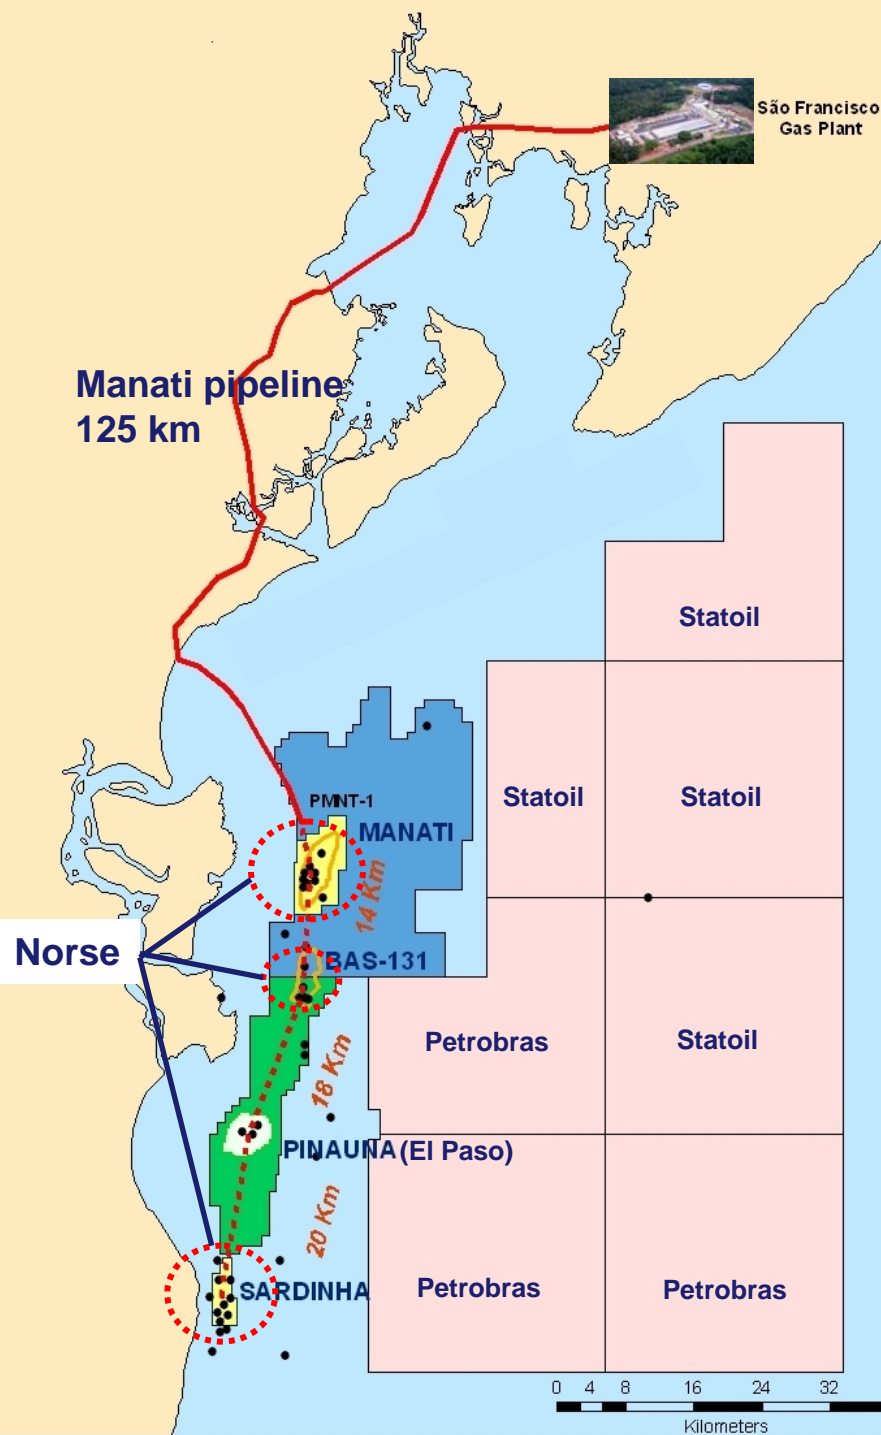 São Francisco
Gas Plant
Manati pipeline
125 km
Statoil
Statoil
Statoil
PMNT-1
MANATI
14 Km
Norse
BAS-131
Petrobras
Statoil
18 Km
PINAUNA (El Paso)
20 Km
SARDINHA
Petrobras
Petrobras
0 4 8 16 24 32
Kilometers